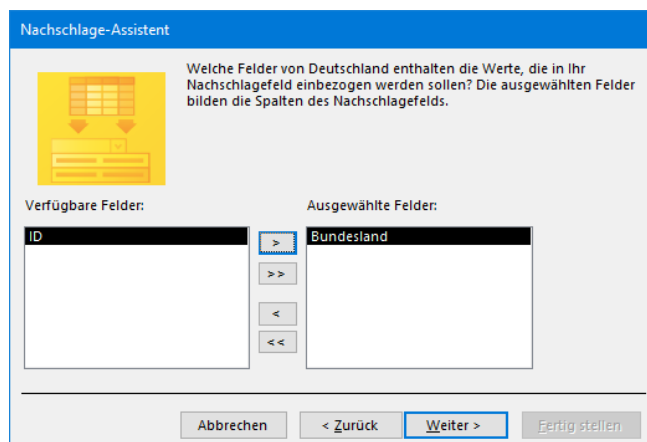 Nachschlage-Assistent
Welche Felder von Deutschland enthalten die Werte, die in Ihr
Nachschlagefeld einbezogen werden sollen? Die ausgewählten Felder
bilden die Spalten des Nachschlagefelds.
Verfügbare Felder:
Ausgewählte Felder:
ID
>
Bundesland
>>
<
<<
Abbrechen
< Zurück
Weiter >
Fertig stellen